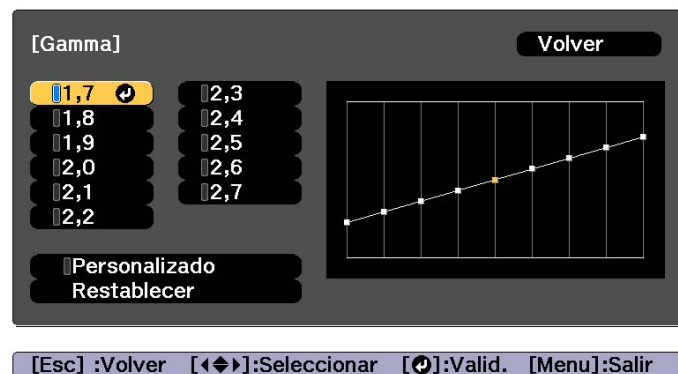 [Gamma]
Volver
1,7
1,8
1,9
2,0
2,1
2,2
2,3
2,4
2,5
2,6
2,7
Personalizado
Restablecer
[Esc] :Volver [◀◆▶]:Seleccionar [↵]:Valid. [Menu]:Salir